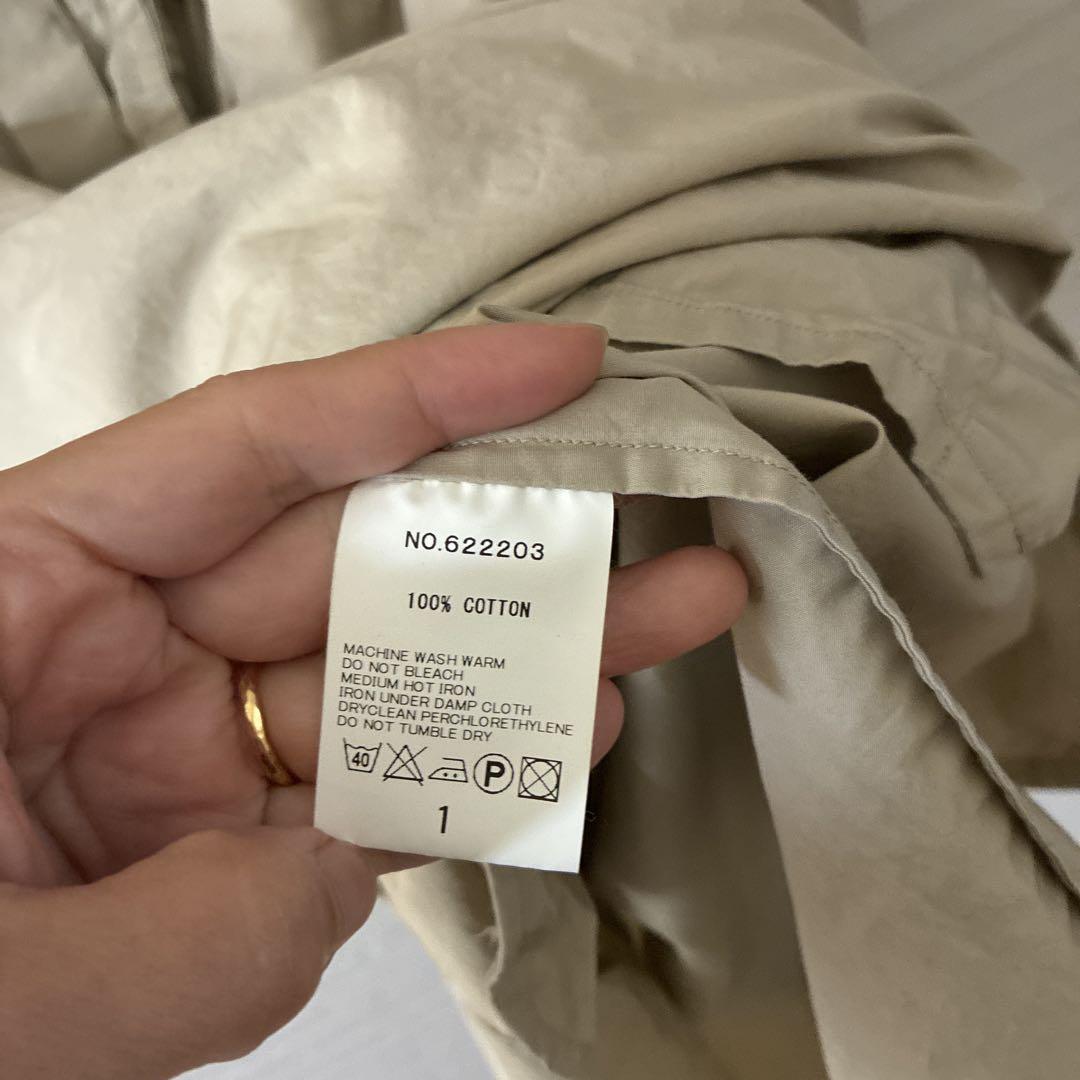 NO.622203
100% COTTON
MACHINE WASH WARM
DO NOT BLEACH
MEDIUM HOT IRON
IRON UNDER DAMP CLOTH
DRYCLEAN PERCHLORETHYLENE
DO NOT TUMBLE DRY
40 P
1